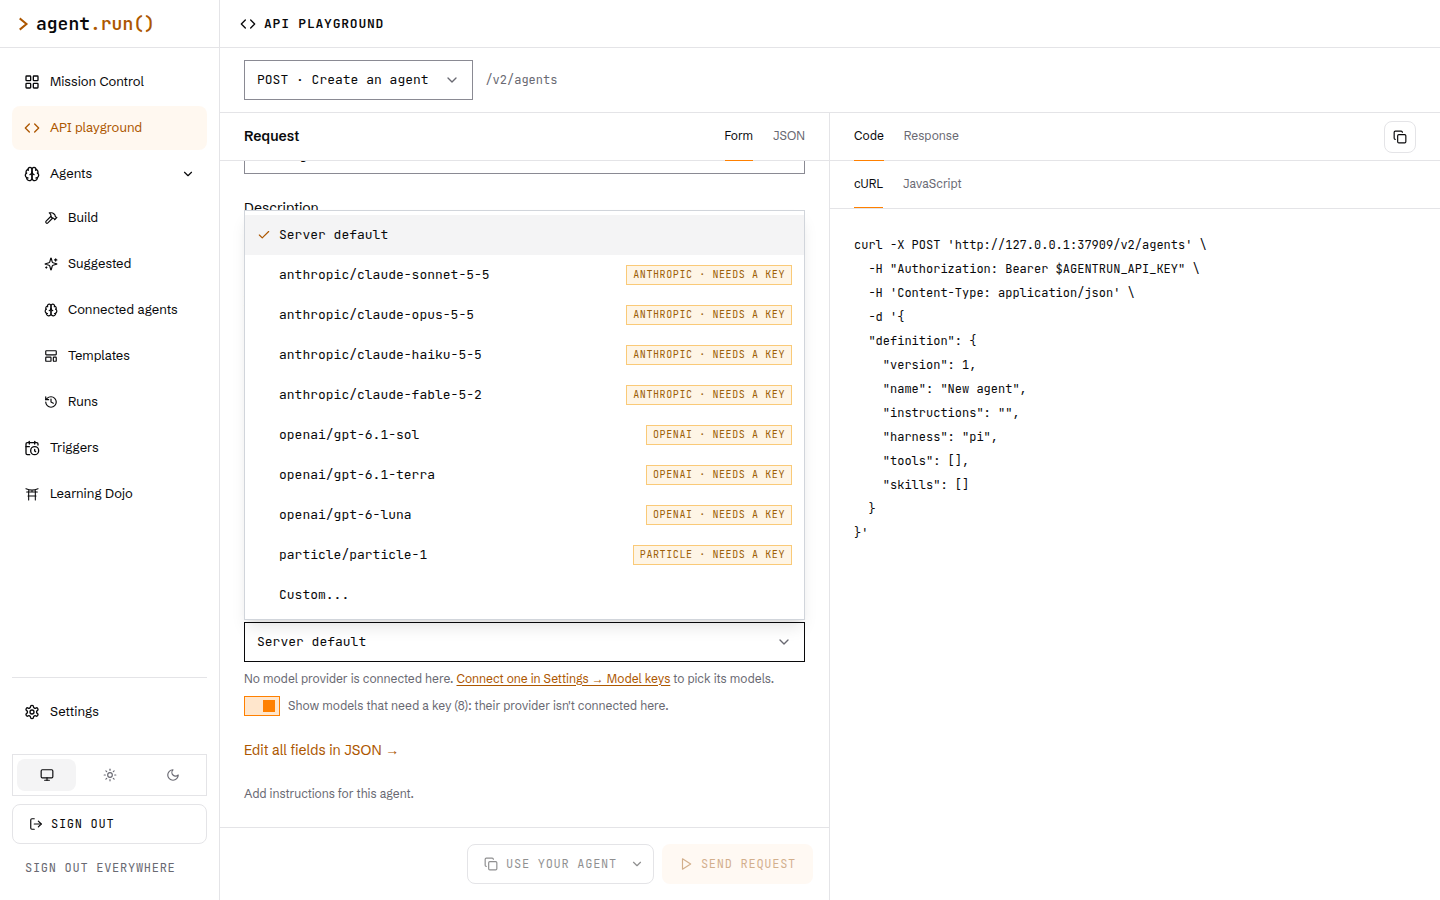 agent.run()
API PLAYGROUND
Mission Control
API playground
Agents
Build
Suggested
Connected agents
Templates
Runs
Triggers
Learning Dojo
Settings
SIGN OUT
SIGN OUT EVERYWHERE
POST · Create an agent
/v2/agents
Request
Form
JSON
Description
Server default
anthropic/claude-sonnet-5-5
ANTHROPIC · NEEDS A KEY
anthropic/claude-opus-5-5
ANTHROPIC · NEEDS A KEY
anthropic/claude-haiku-5-5
ANTHROPIC · NEEDS A KEY
anthropic/claude-fable-5-2
ANTHROPIC · NEEDS A KEY
openai/gpt-6.1-sol
OPENAI · NEEDS A KEY
openai/gpt-6.1-terra
OPENAI · NEEDS A KEY
openai/gpt-6-luna
OPENAI · NEEDS A KEY
particle/particle-1
PARTICLE · NEEDS A KEY
Custom...
Server default
No model provider is connected here. Connect one in Settings → Model keys to pick its models.
Show models that need a key (8): their provider isn't connected here.
Edit all fields in JSON →
Add instructions for this agent.
USE YOUR AGENT
SEND REQUEST
Code
Response
cURL
JavaScript
curl -X POST 'http://127.0.0.1:37909/v2/agents' \
-H "Authorization: Bearer $AGENTRUN_API_KEY" \
-H 'Content-Type: application/json' \
-d '{
"definition": {
"version": 1,
"name": "New agent",
"instructions": "",
"harness": "pi",
"tools": [],
"skills": []
}
}'